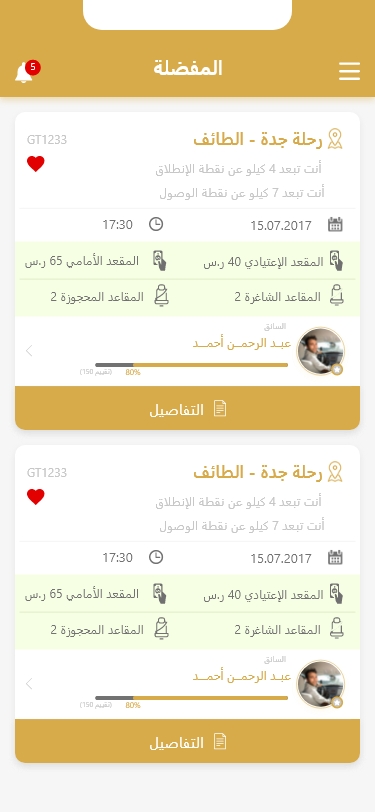 المفضلة
5
رحلة جدة - الطائف
GT1233
أنت تبعد 4 كيلو عن نقطة الإنطلاق
أنت تبعد 7 كيلو عن نقطة الوصول
15.07.2017
17:30
المقعد الإعتيادي 40 ر.س
المقعد الأمامي 65 ر.س
المقاعد الشاغرة 2
المقاعد المحجوزة 2
السائق
عبـد الرحمــن أحمــد
80%
(150 تقييم)
التفاصيل
رحلة جدة - الطائف
GT1233
أنت تبعد 4 كيلو عن نقطة الإنطلاق
أنت تبعد 7 كيلو عن نقطة الوصول
15.07.2017
17:30
المقعد الإعتيادي 40 ر.س
المقعد الأمامي 65 ر.س
المقاعد الشاغرة 2
المقاعد المحجوزة 2
السائق
عبـد الرحمــن أحمــد
80%
(150 تقييم)
التفاصيل